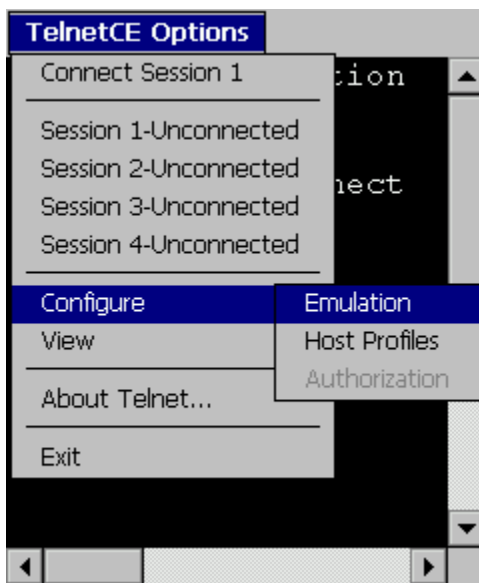 TelnetCE Options
Connect Session 1
Session 1-Unconnected
Session 2-Unconnected
Session 3-Unconnected
Session 4-Unconnected
Configure
View
About Telnet...
Exit
Emulation
Host Profiles
Authorization